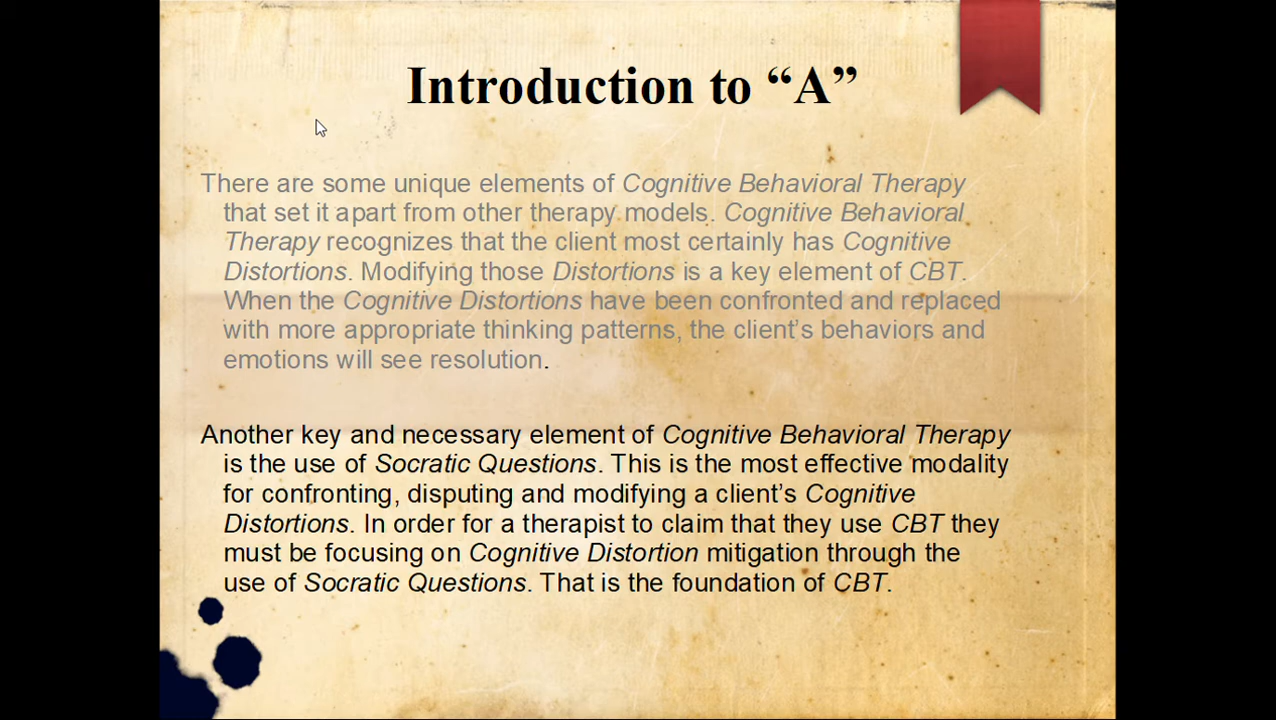 Introduction to “A”
There are some unique elements of Cognitive Behavioral Therapy
that set it apart from other therapy models. Cognitive Behavioral
Therapy recognizes that the client most certainly has Cognitive
Distortions. Modifying those Distortions is a key element of CBT.
When the Cognitive Distortions have been confronted and replaced
with more appropriate thinking patterns, the client’s behaviors and
emotions will see resolution.
Another key and necessary element of Cognitive Behavioral Therapy
is the use of Socratic Questions. This is the most effective modality
for confronting, disputing and modifying a client’s Cognitive
Distortions. In order for a therapist to claim that they use CBT they
must be focusing on Cognitive Distortion mitigation through the
use of Socratic Questions. That is the foundation of CBT.